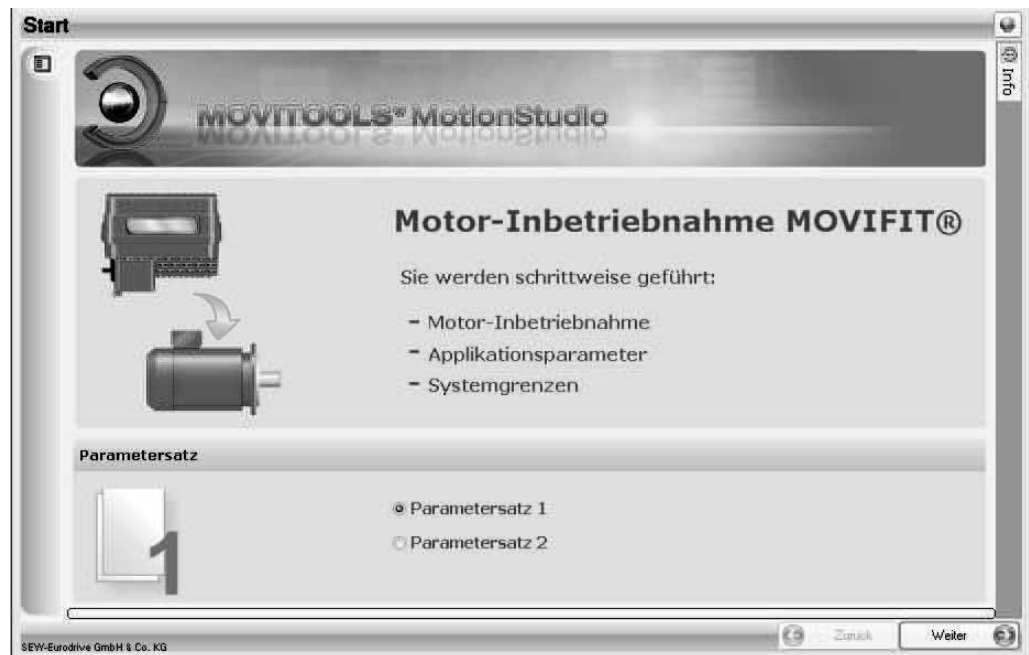 Start
Info
MOVITOOLS® MotionStudio
Motor-Inbetriebnahme MOVIFIT®
Sie werden schrittweise geführt:
- Motor-Inbetriebnahme
- Applikationsparameter
- Systemgrenzen
Parametersatz
1
Parametersatz 1
Parametersatz 2
Zurück
Weiter
SEW-Eurodrive GmbH & Co. KG